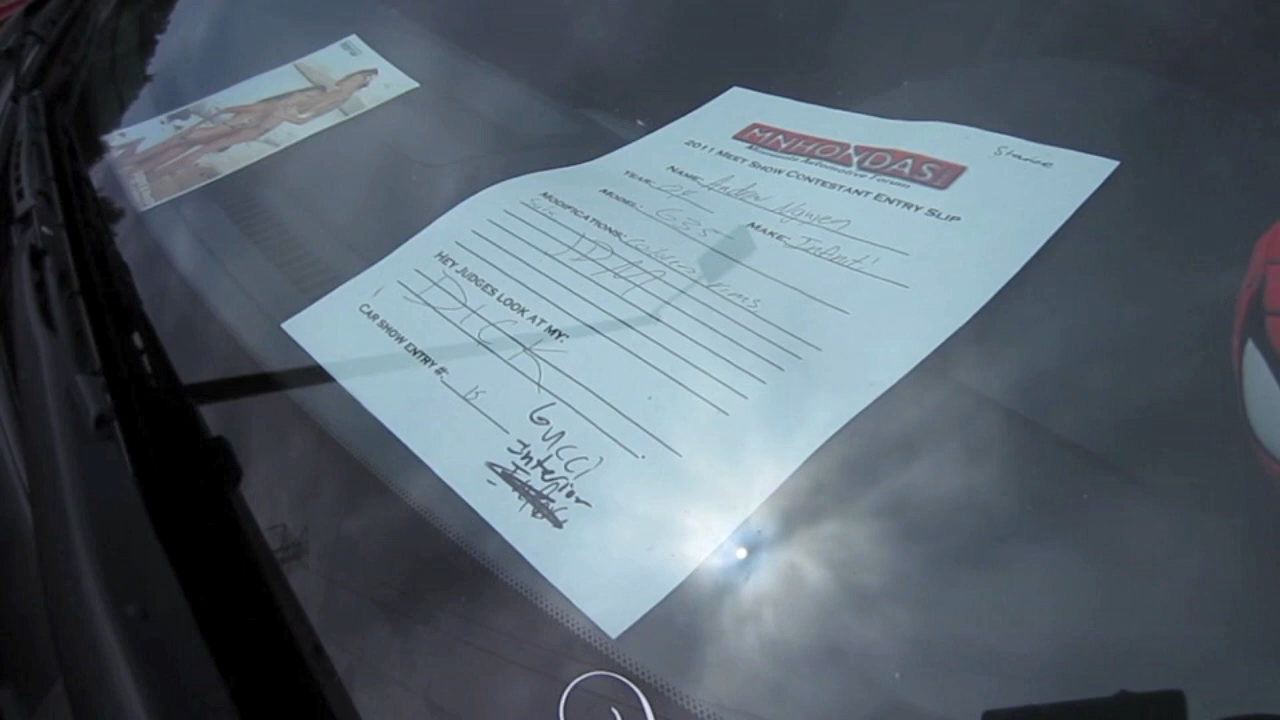 Stance
MNHONDAS
Minnesota Automotive Forum
2011 MEET SHOW CONTESTANT ENTRY SLIP
NAME: Andrew Nguyen
YEAR: 05 MAKE: Infiniti
MODEL: G35
MODIFICATIONS: coilovers, rims
JDM
HEY JUDGES LOOK AT MY:
DICK
CAR SHOW ENTRY #: 15
GUCCI
Interior